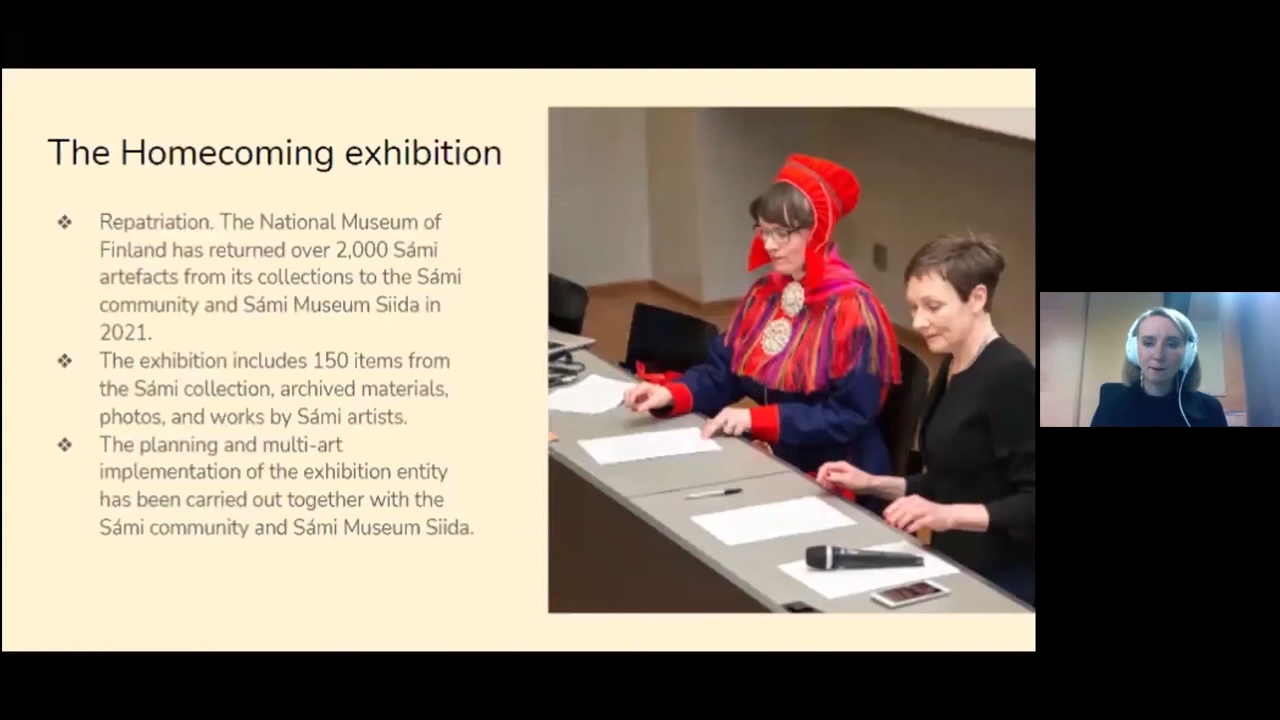 The Homecoming exhibition
❖ Repatriation. The National Museum of
Finland has returned over 2,000 Sámi
artefacts from its collections to the Sámi
community and Sámi Museum Siida in
2021.
❖ The exhibition includes 150 items from
the Sámi collection, archived materials,
photos, and works by Sámi artists.
❖ The planning and multi-art
implementation of the exhibition entity
has been carried out together with the
Sámi community and Sámi Museum Siida.